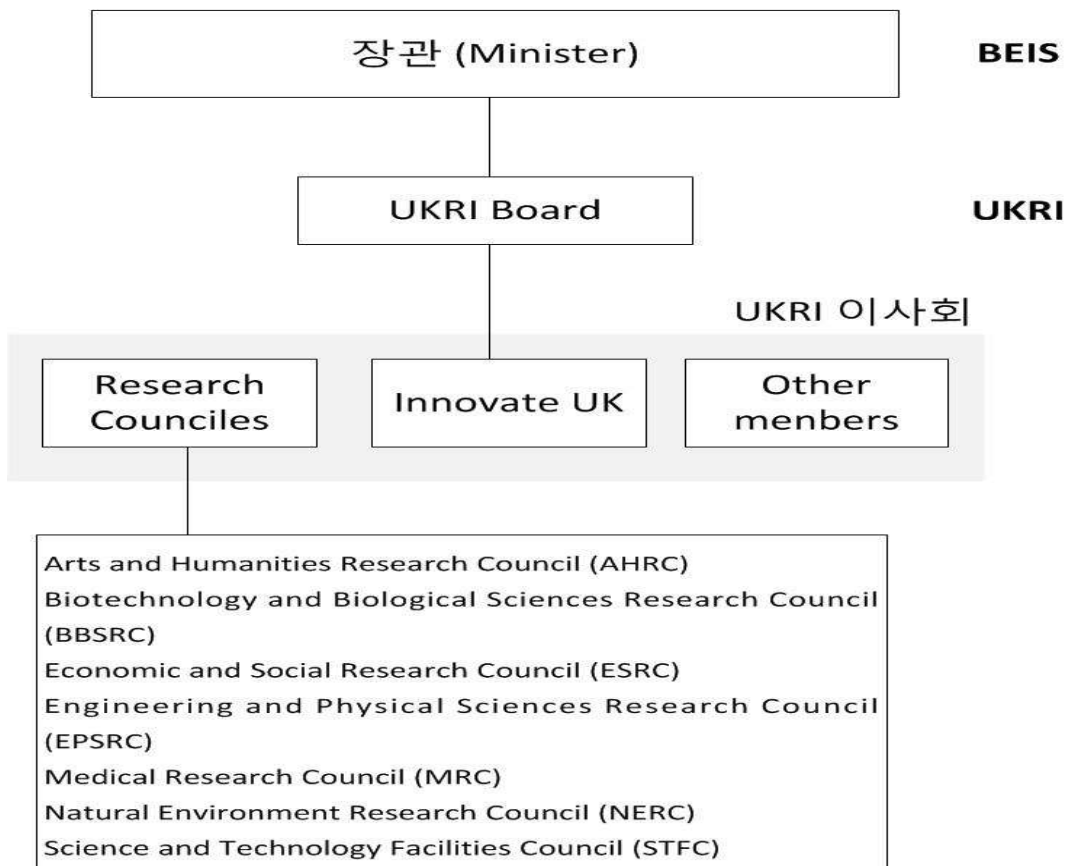 장관 (Minister)
BEIS
UKRI Board
UKRI
UKRI 이사회
Research
Counciles
Innovate UK
Other
menbers
Arts and Humanities Research Council (AHRC)
Biotechnology and Biological Sciences Research Council
(BBSRC)
Economic and Social Research Council (ESRC)
Engineering and Physical Sciences Research Council
(EPSRC)
Medical Research Council (MRC)
Natural Environment Research Council (NERC)
Science and Technology Facilities Council (STFC)